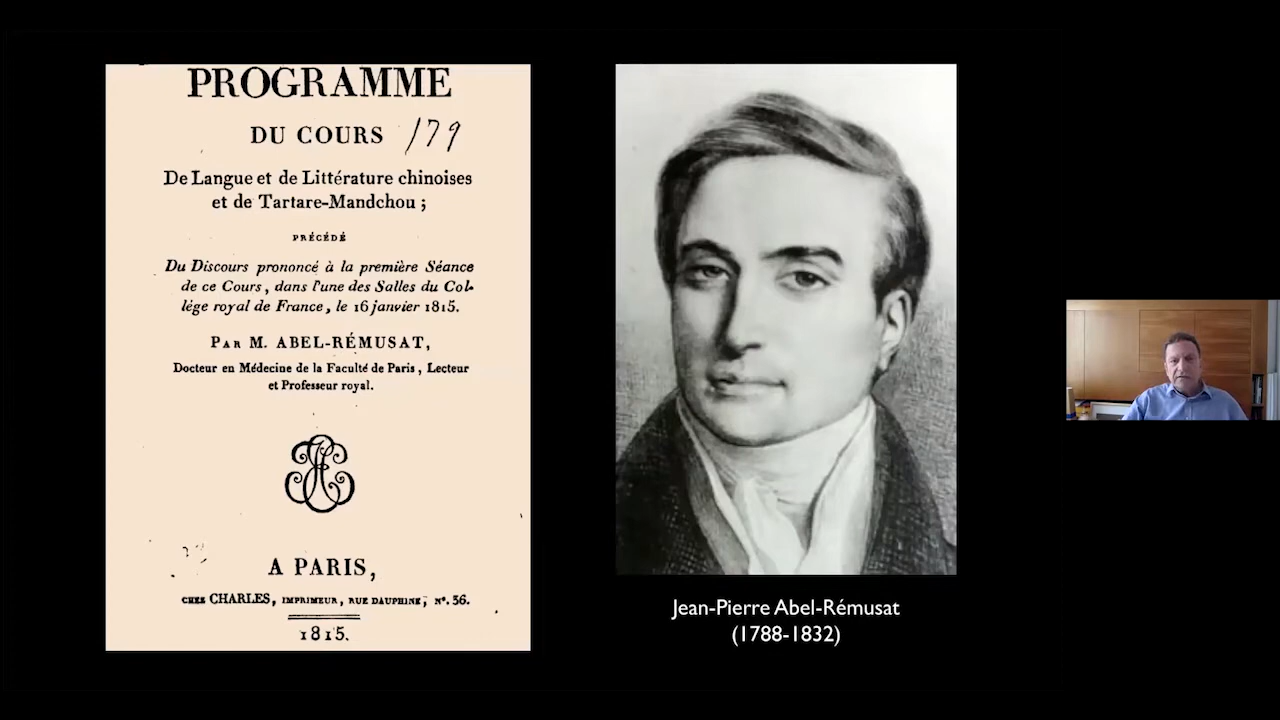 PROGRAMME
DU COURS 179
De Langue et de Littérature chinoises
et de Tartare-Mandchou ;
PRÉCÉDÉ
Du Discours prononcé à la première Séance
de ce Cours, dans l'une des Salles du Col-
lége royal de France, le 16 janvier 1815.
PAR M. ABEL-RÉMUSAT,
Docteur en Médecine de la Faculté de Paris, Lecteur
et Professeur royal.
A PARIS,
CHEZ CHARLES, IMPRIMEUR, RUE DAUPHINE, N°. 36.
1815.
Jean-Pierre Abel-Rémusat
(1788-1832)